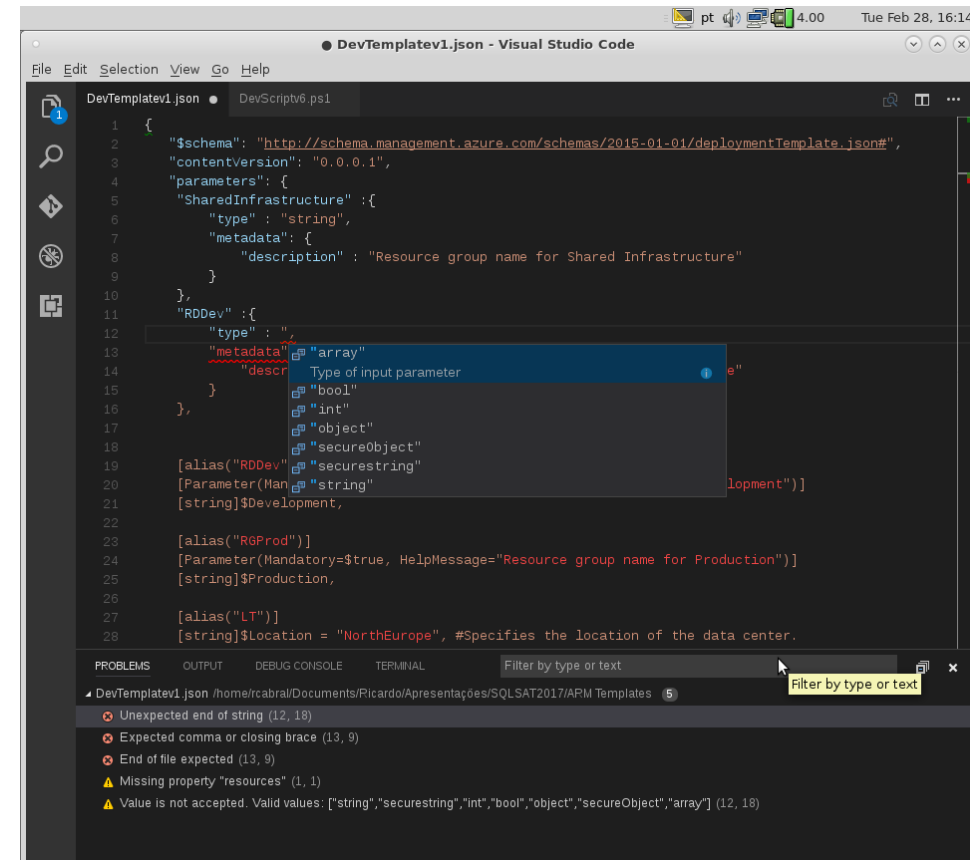 pt 4.00 Tue Feb 28, 16:14
● DevTemplatev1.json - Visual Studio Code
File Edit Selection View Go Help
DevTemplatev1.json ● DevScriptv6.ps1
1 {
2 "$schema": "http://schema.management.azure.com/schemas/2015-01-01/deploymentTemplate.json#",
3 "contentVersion": "0.0.0.1",
4 "parameters": {
5 "SharedInfrastructure" :{
6 "type" : "string",
7 "metadata": {
8 "description" : "Resource group name for Shared Infrastructure"
9 }
10 },
11 "RDDev" :{
12 "type" : ",
13 "metadata"
"array"
14 "descr
Type of input parameter
e"
15 }
"bool"
16 },
"int"
17
"object"
18
"secureObject"
19 [alias("RDDev"
"securestring"
20 [Parameter(Man
"string"
lopment")]
21 [string]$Development,
22
23 [alias("RGProd")]
24 [Parameter(Mandatory=$true, HelpMessage="Resource group name for Production")]
25 [string]$Production,
26
27 [alias("LT")]
28 [string]$Location = "NorthEurope", #Specifies the location of the data center.
PROBLEMS OUTPUT DEBUG CONSOLE TERMINAL Filter by type or text
Filter by type or text
DevTemplatev1.json /home/rcabral/Documents/Ricardo/Apresentações/SQLSAT2017/ARM Templates 5
Unexpected end of string (12, 18)
Expected comma or closing brace (13, 9)
End of file expected (13, 9)
Missing property "resources" (1, 1)
Value is not accepted. Valid values: ["string","securestring","int","bool","object","secureObject","array"] (12, 18)
1